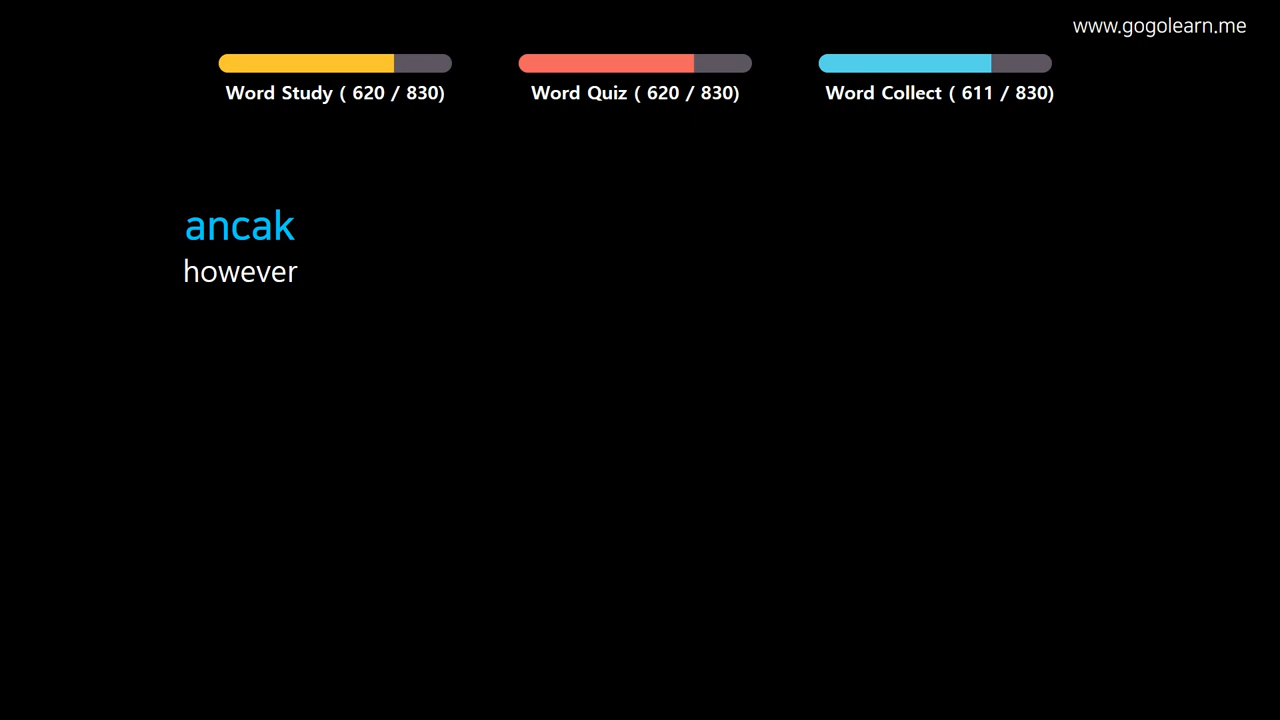 www.gogolearn.me
Word Study ( 620 / 830)
Word Quiz ( 620 / 830)
Word Collect ( 611 / 830)
ancak
however